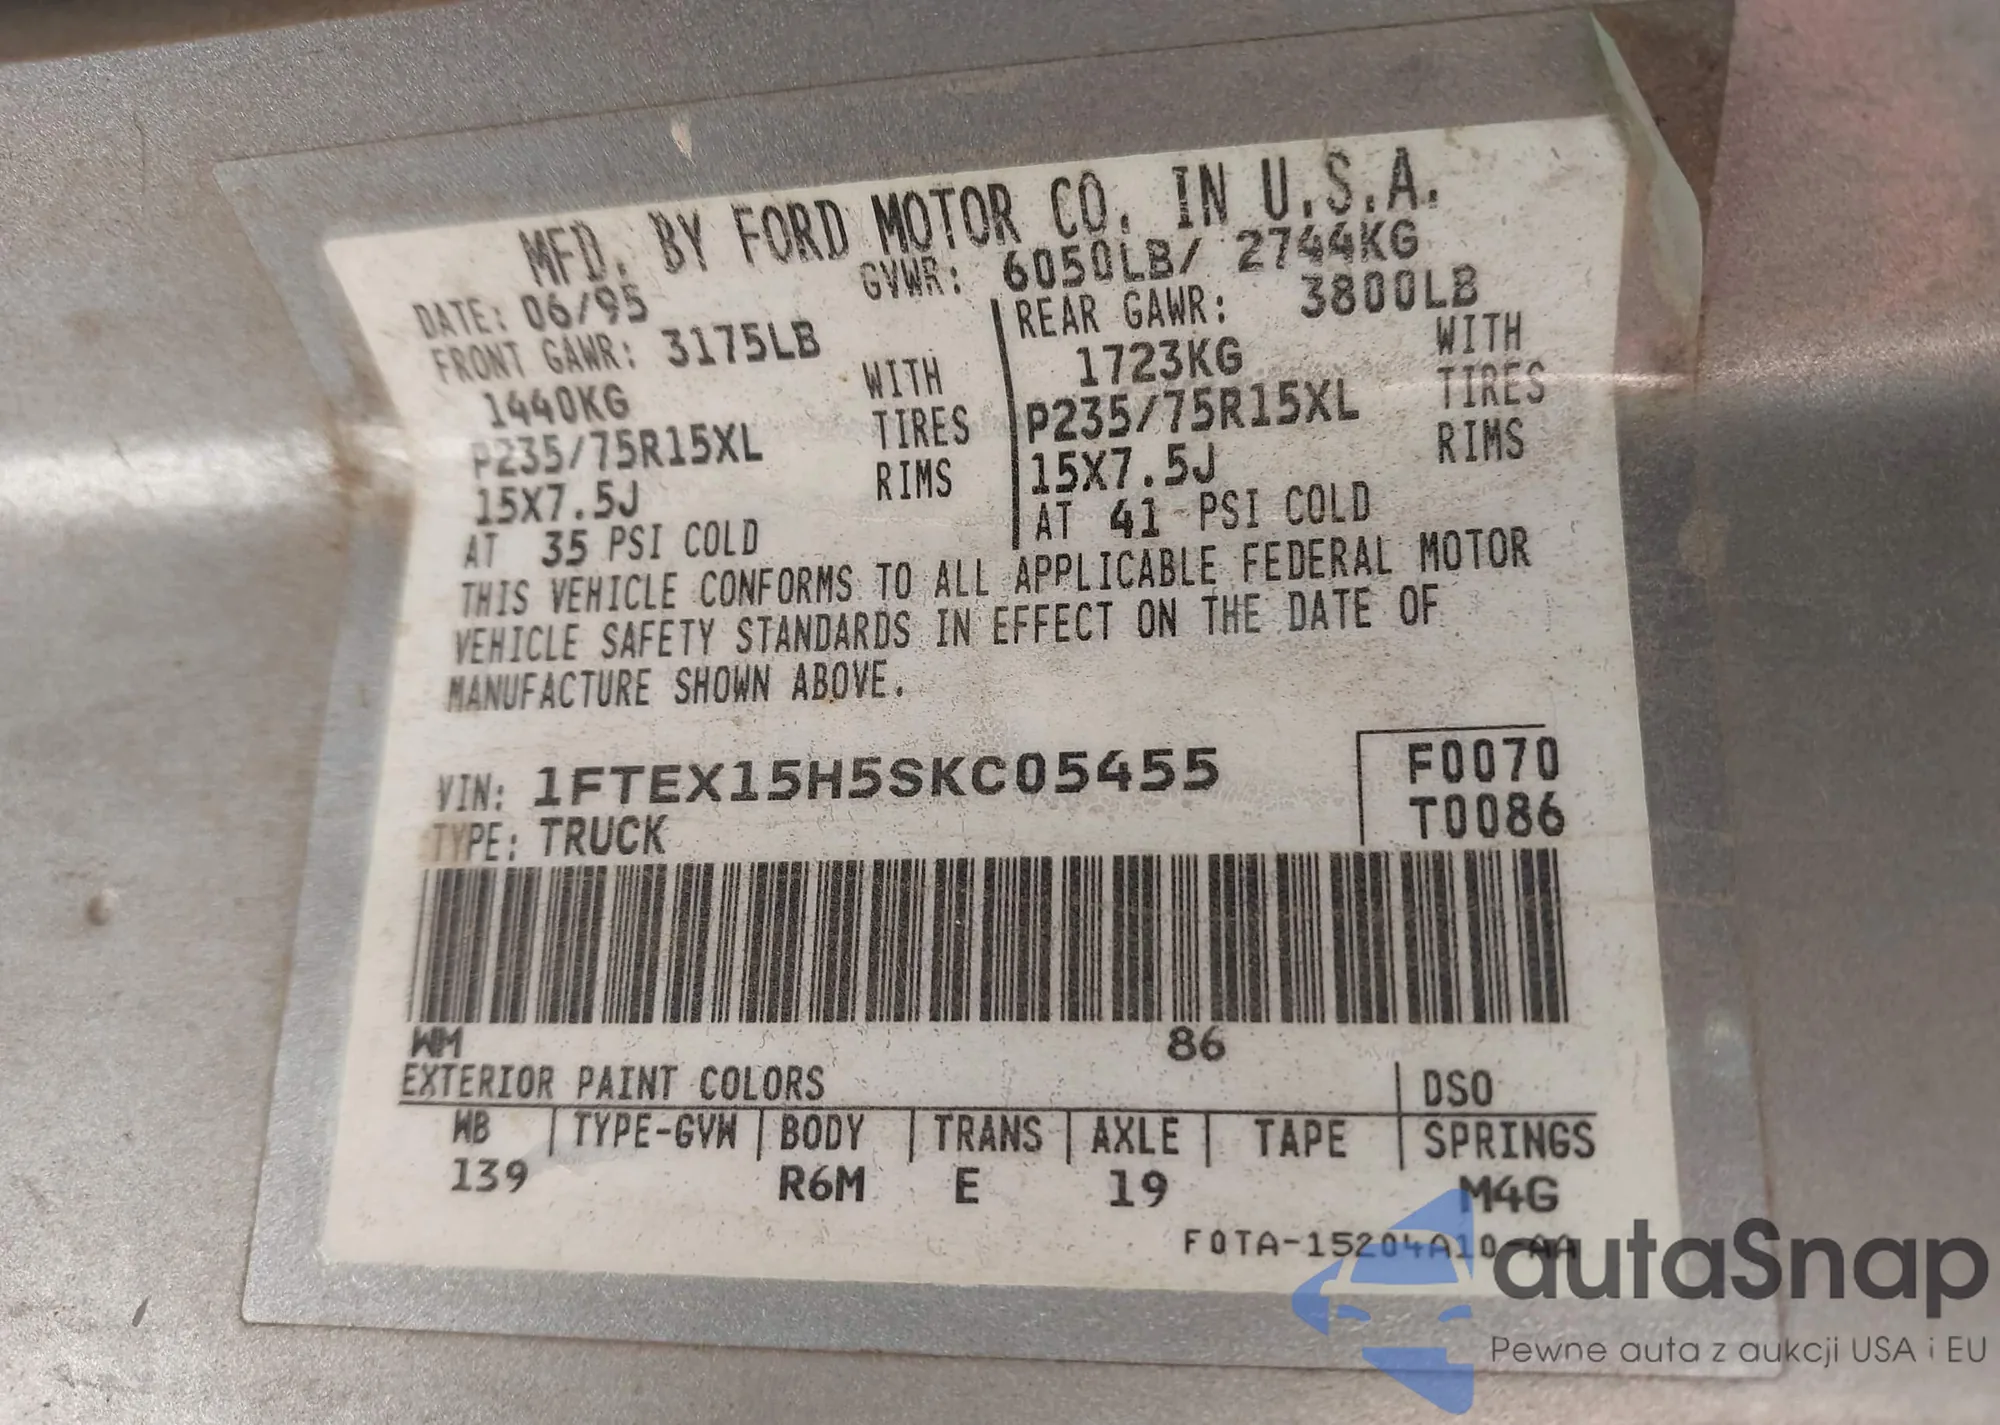 MFD. BY FORD MOTOR CO. IN U.S.A.
DATE: 06/95 GVWR: 6050LB/ 2744KG
FRONT GAWR: 3175LB REAR GAWR: 3800LB
1440KG WITH 1723KG WITH
P235/75R15XL TIRES P235/75R15XL TIRES
15X7.5J RIMS 15X7.5J RIMS
AT 35 PSI COLD AT 41 PSI COLD
THIS VEHICLE CONFORMS TO ALL APPLICABLE FEDERAL MOTOR
VEHICLE SAFETY STANDARDS IN EFFECT ON THE DATE OF
MANUFACTURE SHOWN ABOVE.
VIN: 1FTEX15H5SKC05455 F0070
TYPE: TRUCK T0086
WM 86
EXTERIOR PAINT COLORS DSO
WB TYPE-GVW BODY TRANS AXLE TAPE SPRINGS
139 R6M E 19 M4G
F0TA-15204A10-AA
autaSnap
Pewne auta z aukcji USA i EU